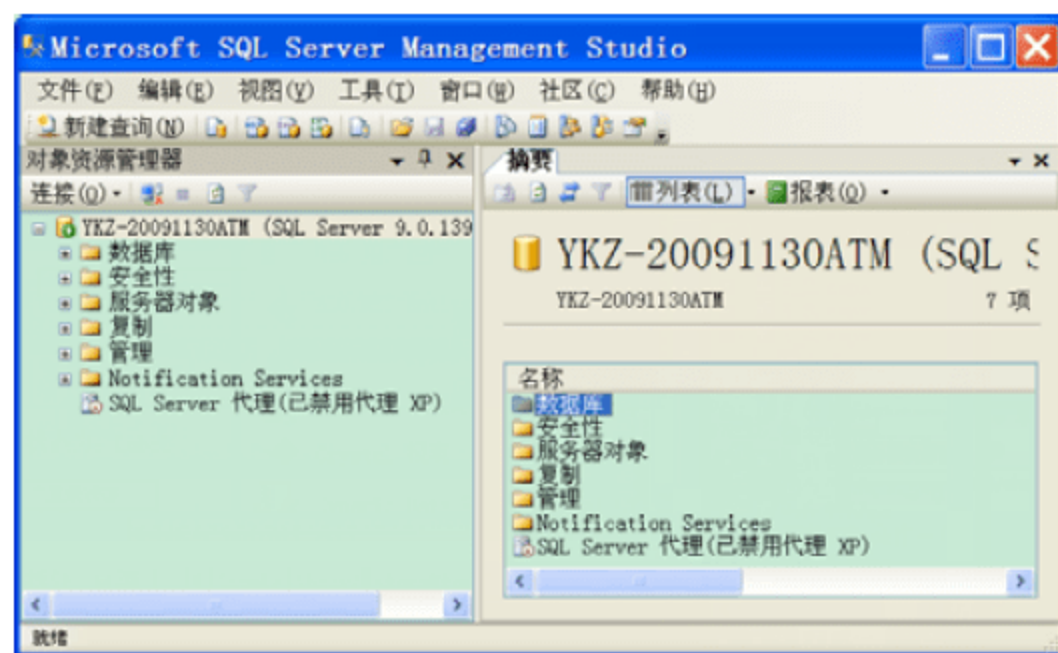 Microsoft SQL Server Management Studio
文件(F) 编辑(E) 视图(V) 工具(T) 窗口(W) 社区(C) 帮助(H)
新建查询(N)
对象资源管理器
连接(O)
YKZ-20091130ATM (SQL Server 9.0.139
数据库
安全性
服务器对象
复制
管理
Notification Services
SQL Server 代理(已禁用代理 XP)
摘要
列表(L) 报表(O)
YKZ-20091130ATM (SQL S
YKZ-20091130ATM 7 项
名称
数据库
安全性
服务器对象
复制
管理
Notification Services
SQL Server 代理(已禁用代理 XP)
就绪